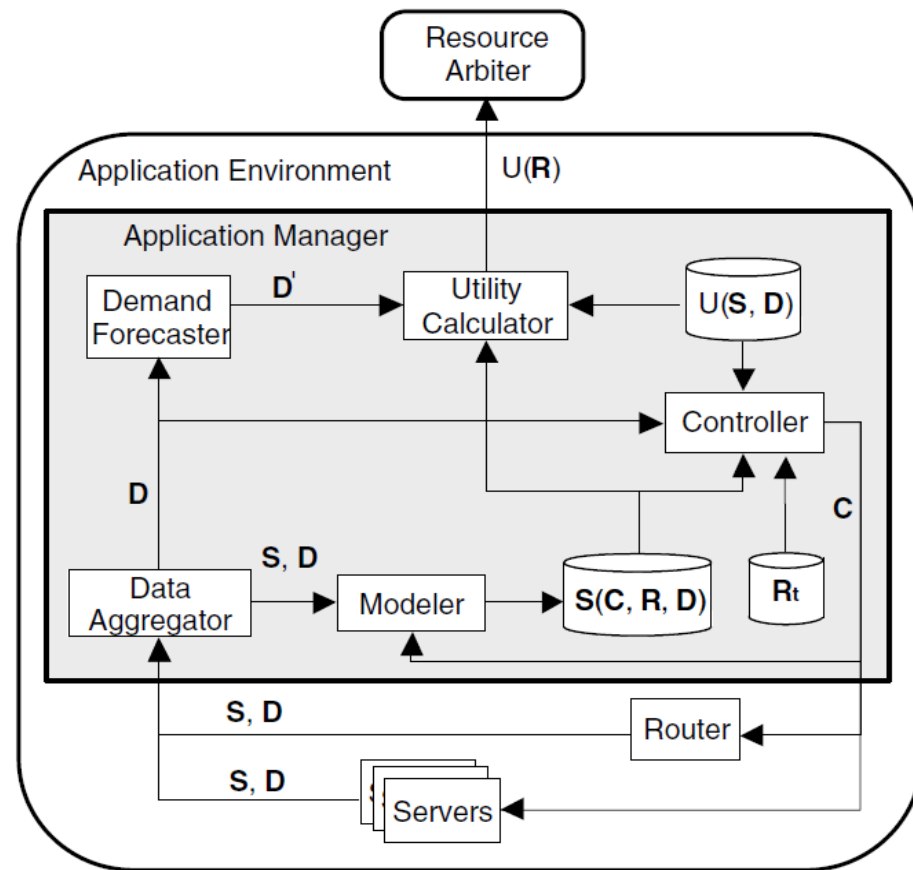 Resource
Arbiter
Application Environment
U(R)
Application Manager
Demand
Forecaster
D'
Utility
Calculator
U(S, D)
Controller
D
C
S, D
Data
Aggregator
Modeler
S(C, R, D)
Rt
S, D
Router
S, D
Servers